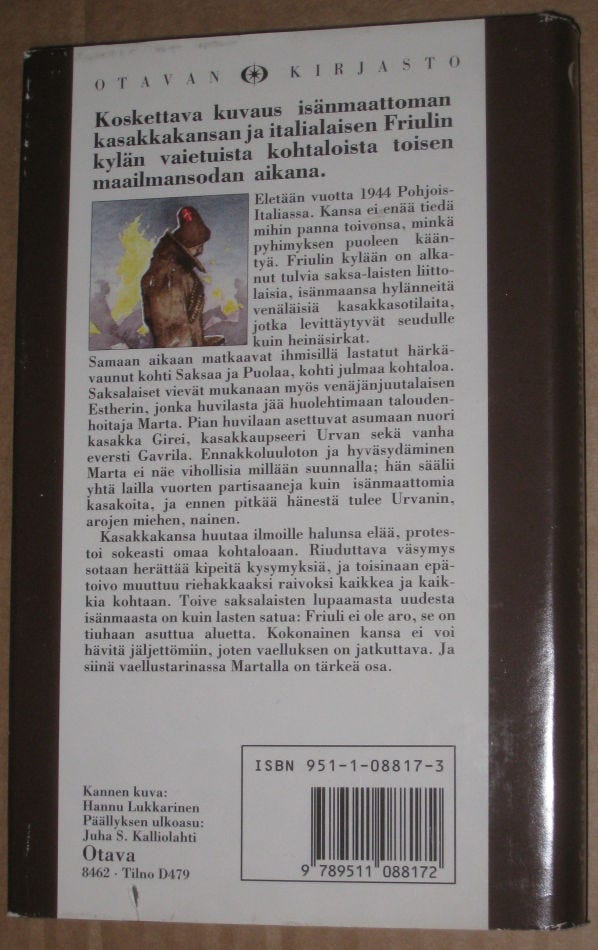 OTAVAN KIRJASTO
Koskettava kuvaus isänmaattoman
kasakkakansan ja italialaisen Friulin
kylän vaietuista kohtaloista toisen
maailmansodan aikana.
Eletään vuotta 1944 Pohjois-
Italiassa. Kansa ei enää tiedä
mihin panna toivonsa, minkä
pyhimyksen puoleen kään-
tyä. Friulin kylään on alka-
nut tulvia saksa-laisten liitto-
laisia, isänmaansa hylänneitä
venäläisiä kasakkasotilaita,
jotka levittäytyvät seudulle
kuin heinäsirkat.
Samaan aikaan matkaavat ihmisillä lastatut härkä-
vaunut kohti Saksaa ja Puolaa, kohti julmaa kohtaloa.
Saksalaiset vievät mukanaan myös venäjänjuutalaisen
Estherin, jonka huvilasta jää huolehtimaan talouden-
hoitaja Marta. Pian huvilaan asettuvat asumaan nuori
kasakka Girei, kasakkaupseeri Urvan sekä vanha
eversti Gavrila. Ennakkoluuloton ja hyväsydäminen
Marta ei näe vihollisia millään suunnalla; hän säälii
yhtä lailla vuorten partisaaneja kuin isänmaattomia
kasakoita, ja ennen pitkää hänestä tulee Urvanin,
arojen miehen, nainen.
Kasakkakansa huutaa ilmoille halunsa elää, protes-
toi sokeasti omaa kohtaloaan. Riuduttava väsymys
sotaan herättää kipeitä kysymyksiä, ja toisinaan epä-
toivo muuttuu riehakkaaksi raivoksi kaikkea ja kaik-
kia kohtaan. Toive saksalaisten lupaamasta uudesta
isänmaasta on kuin lasten satua: Friuli ei ole aro, se on
tiuhaan asuttua aluetta. Kokonainen kansa ei voi
hävitä jäljettömiin, joten vaelluksen on jatkuttava. Ja
siinä vaellustarinassa Martalla on tärkeä osa.
ISBN 951-1-08817-3
Kannen kuva:
Hannu Lukkarinen
Päällyksen ulkoasu:
Juha S. Kalliolahti
Otava
8462 · Tilno D479
9 789511 088172